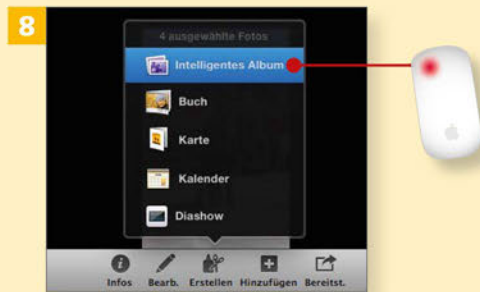 8
4 ausgewählte Fotos
Intelligentes Album
Buch
Karte
Kalender
Diashow
Infos Bearb. Erstellen Hinzufügen Bereitst.